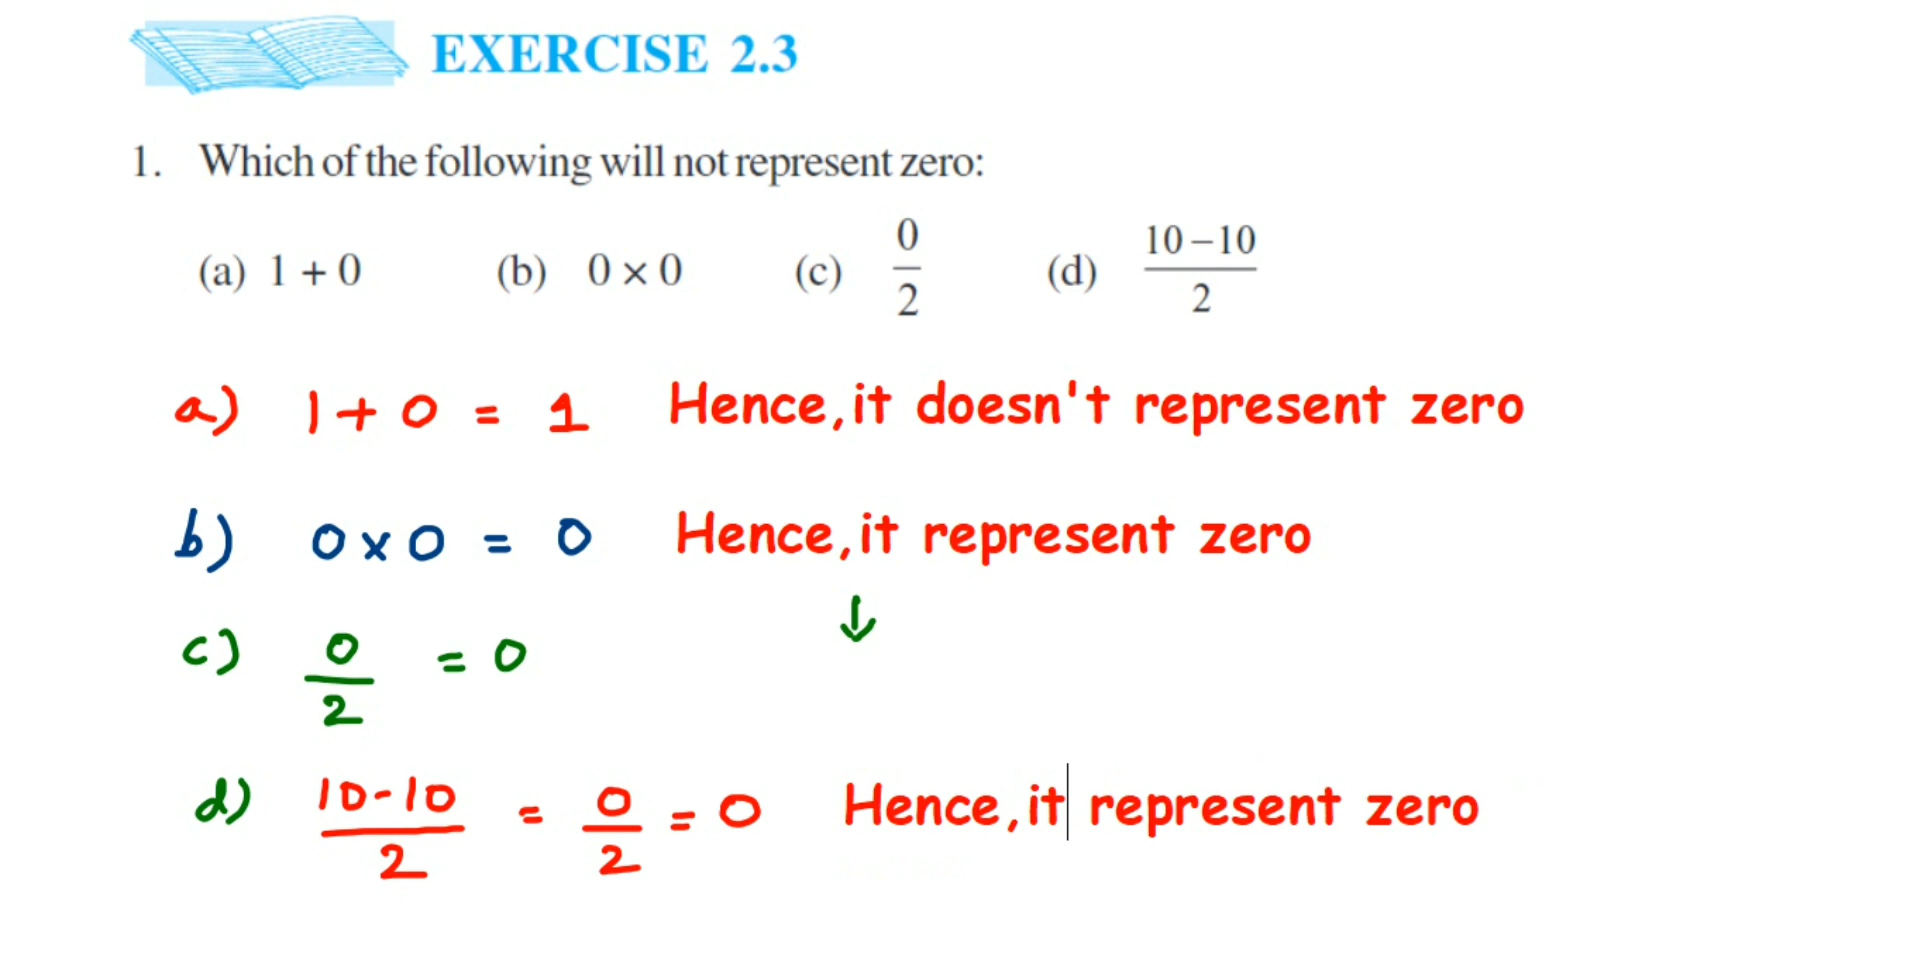 EXERCISE 2.3
1. Which of the following will not represent zero:
(a) 1 + 0 (b) 0 × 0 (c) 0/2 (d) 10 – 10/2
a) 1 + 0 = 1 Hence,it doesn't represent zero
b) 0 x 0 = 0 Hence,it represent zero
↓
c) 0/2 = 0
d) 10-10/2 = 0/2 = 0 Hence,it represent zero